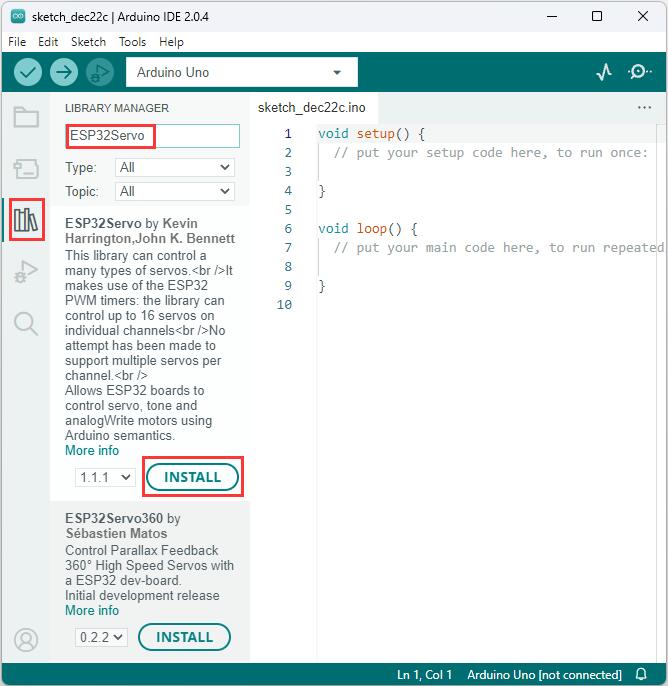 sketch_dec22c | Arduino IDE 2.0.4
File Edit Sketch Tools Help
Arduino Uno
LIBRARY MANAGER
ESP32Servo
Type: All
Topic: All
ESP32Servo by Kevin
Harrington,John K. Bennett
This library can control a
many types of servos.<br />It
makes use of the ESP32
PWM timers: the library can
control up to 16 servos on
individual channels<br />No
attempt has been made to
support multiple servos per
channel.<br />
Allows ESP32 boards to
control servo, tone and
analogWrite motors using
Arduino semantics.
More info
1.1.1 INSTALL
ESP32Servo360 by
Sébastien Matos
Control Parallax Feedback
360° High Speed Servos with
a ESP32 dev-board.
Initial development release
More info
0.2.2 INSTALL
sketch_dec22c.ino
1 void setup() {
2 // put your setup code here, to run once:
3
4 }
5
6 void loop() {
7 // put your main code here, to run repeated
8
9 }
10
Ln 1, Col 1 Arduino Uno [not connected]